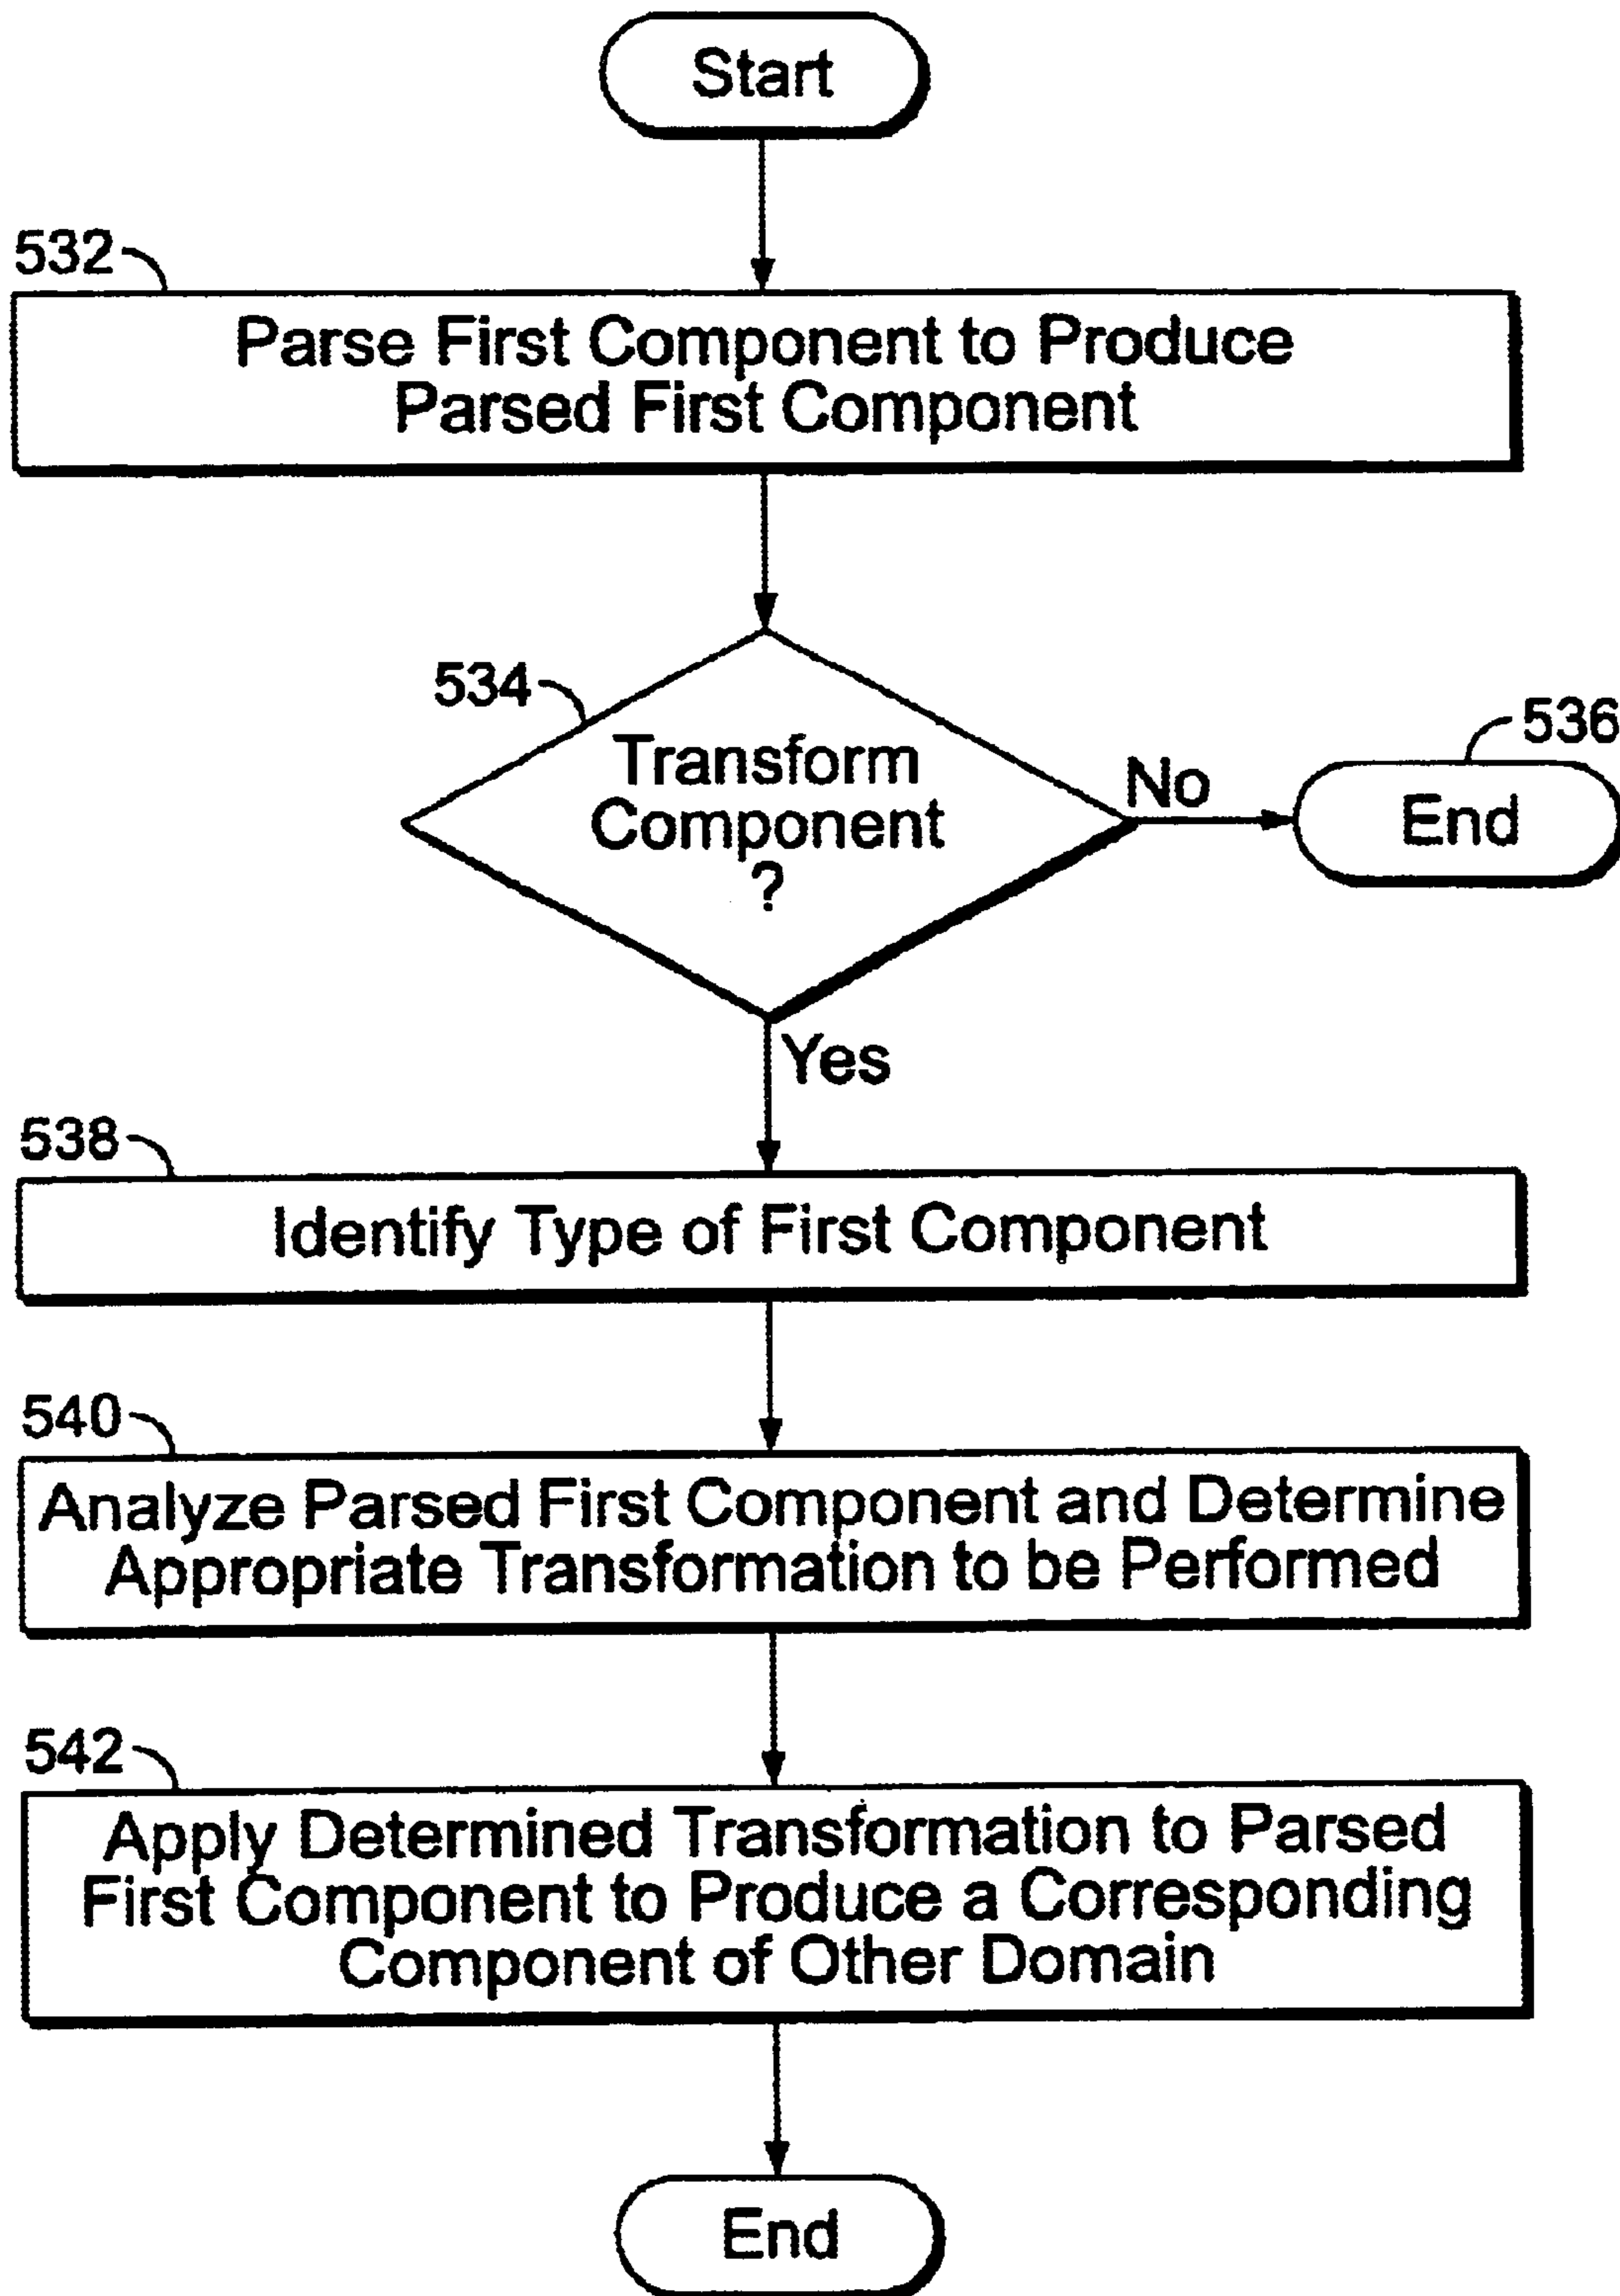 Start
532
Parse First Component to Produce
Parsed First Component
534
Transform
Component
?
No
536
End
Yes
538
Identify Type of First Component
540
Analyze Parsed First Component and Determine
Appropriate Transformation to be Performed
542
Apply Determined Transformation to Parsed
First Component to Produce a Corresponding
Component of Other Domain
End